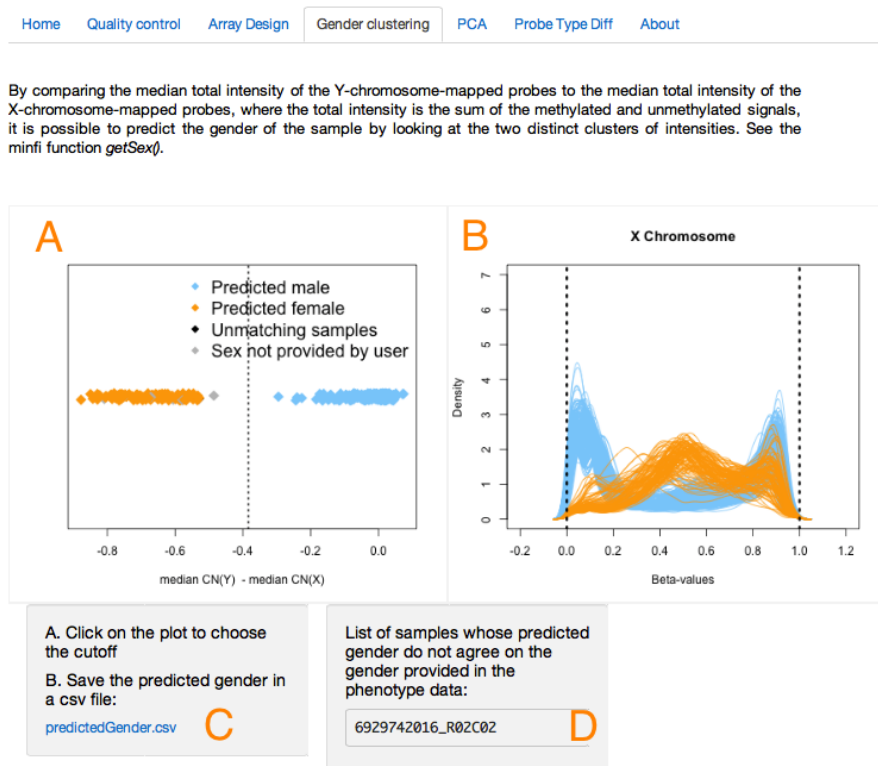 Home Quality control Array Design Gender clustering PCA Probe Type Diff About
By comparing the median total intensity of the Y-chromosome-mapped probes to the median total intensity of the
X-chromosome-mapped probes, where the total intensity is the sum of the methylated and unmethylated signals,
it is possible to predict the gender of the sample by looking at the two distinct clusters of intensities. See the
minfi function getSex().
A
Predicted male
Predicted female
Unmatching samples
Sex not provided by user
-0.8 -0.6 -0.4 -0.2 0.0
median CN(Y) - median CN(X)
B
X Chromosome
Density
7
6
5
4
3
2
1
0
-0.2 0.0 0.2 0.4 0.6 0.8 1.0 1.2
Beta-values
A. Click on the plot to choose
the cutoff
B. Save the predicted gender in
a csv file:
predictedGender.csv
C
List of samples whose predicted
gender do not agree on the
gender provided in the
phenotype data:
6929742016_R02C02
D